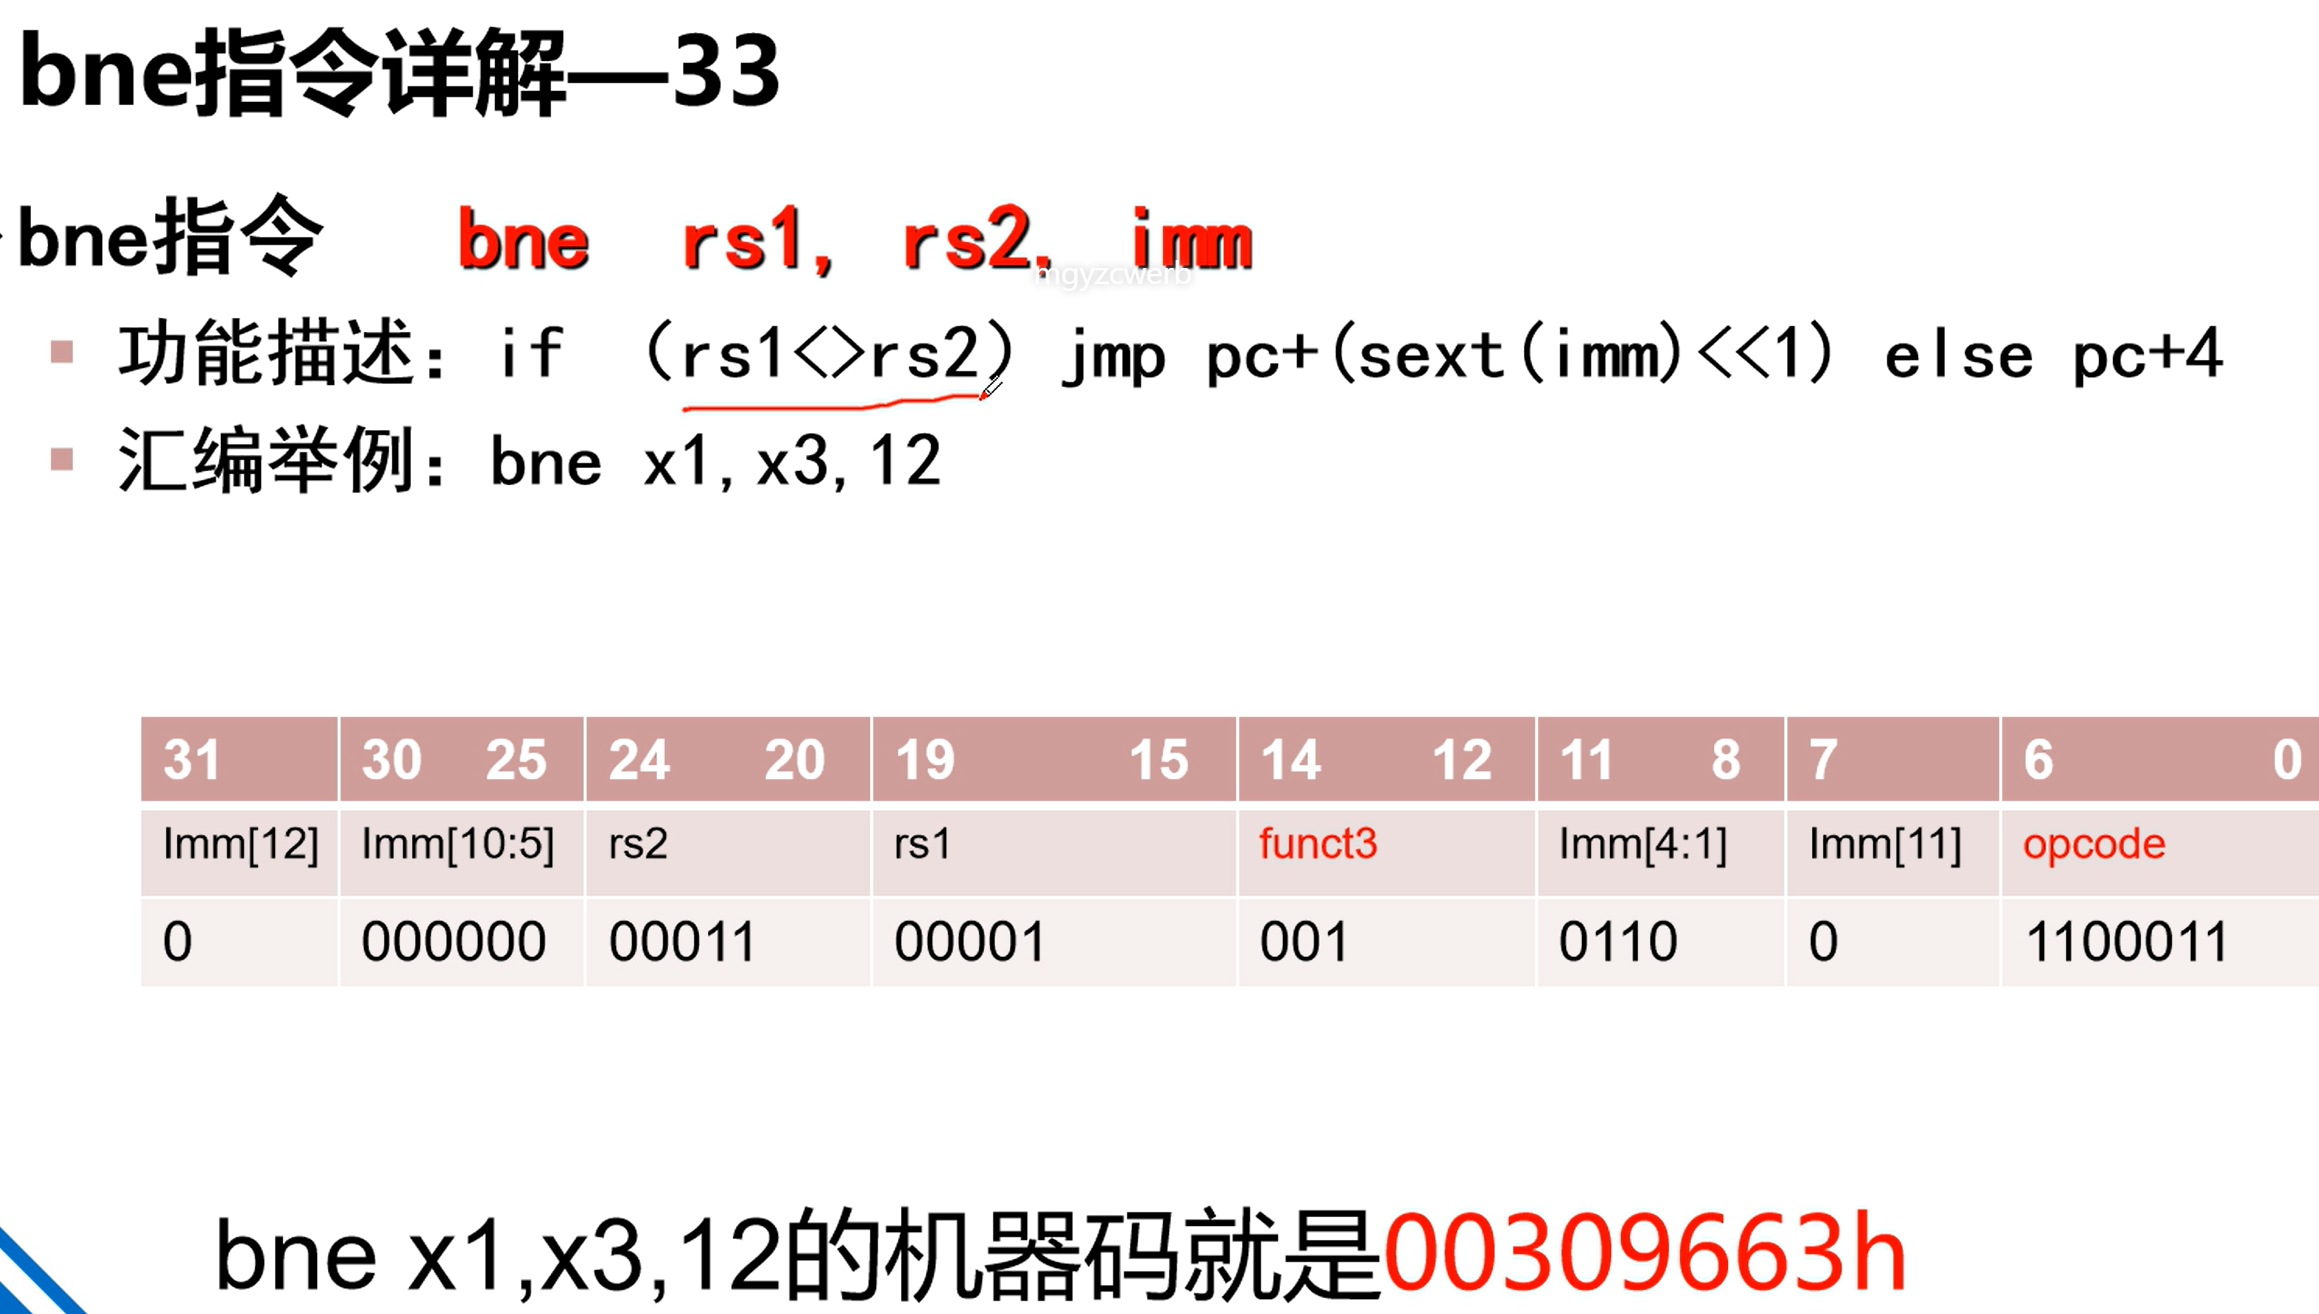 bne指令详解—33
bne指令 bne rs1, rs2, imm
mgyzcwerb
功能描述：if （rs1<>rs2） jmp pc+(sext(imm)<<1) else pc+4
汇编举例：bne x1,x3,12
31 30 25 24 20 19 15 14 12 11 8 7 6 0
Imm[12] Imm[10:5] rs2 rs1 funct3 Imm[4:1] Imm[11] opcode
0 000000 00011 00001 001 0110 0 1100011
bne x1,x3,12的机器码就是00309663h